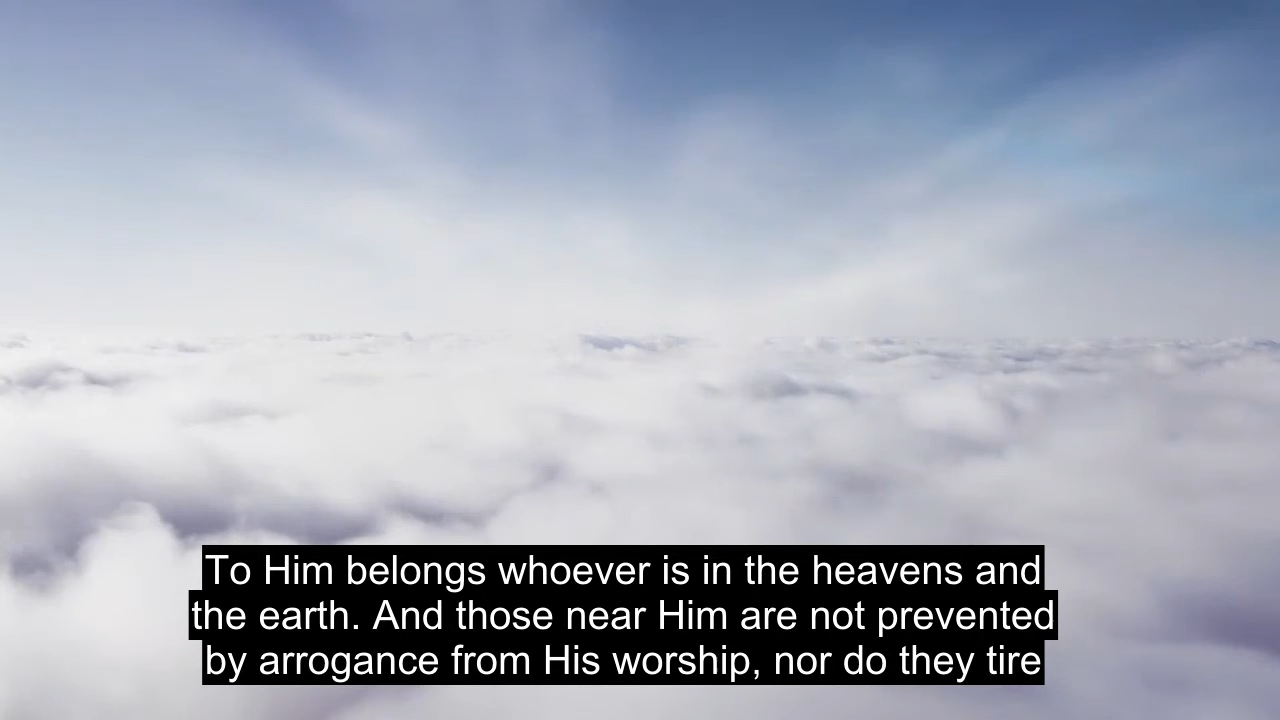 To Him belongs whoever is in the heavens and
the earth. And those near Him are not prevented
by arrogance from His worship, nor do they tire